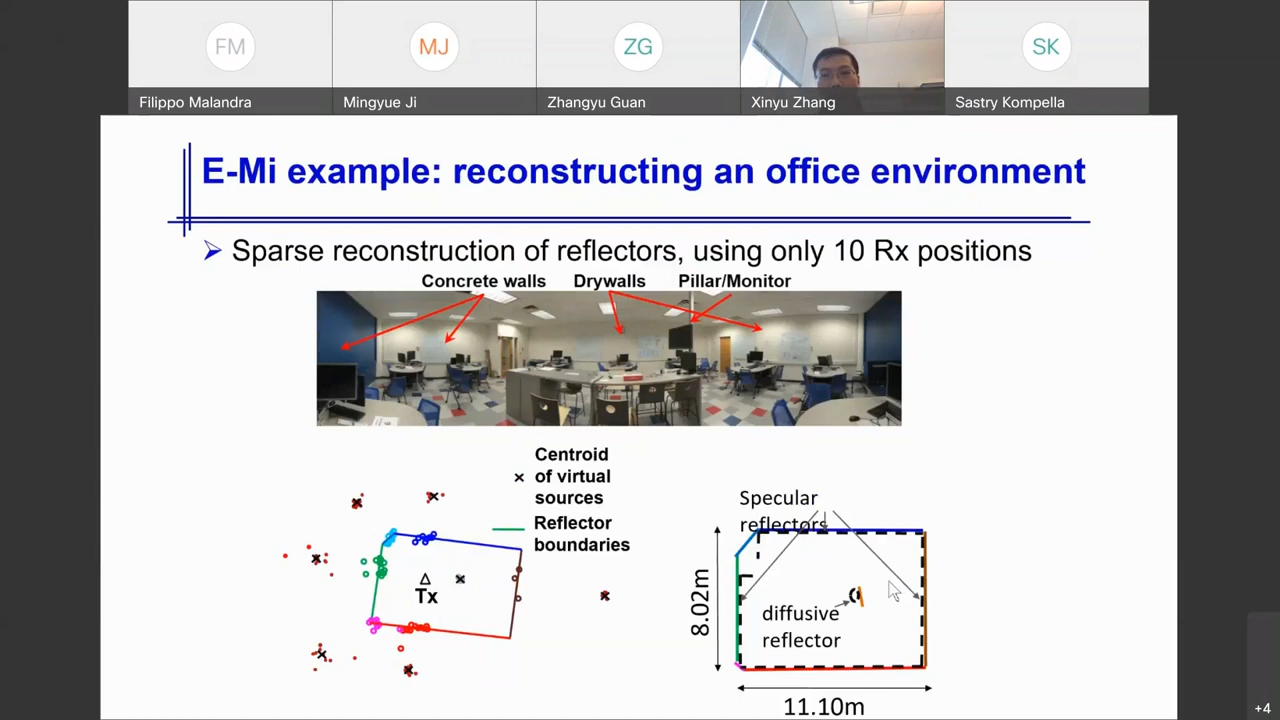 FM
MJ
ZG
SK
Filippo Malandra
Mingyue Ji
Zhangyu Guan
Xinyu Zhang
Sastry Kompella
E-Mi example: reconstructing an office environment
Sparse reconstruction of reflectors, using only 10 Rx positions
Concrete walls
Drywalls
Pillar/Monitor
Centroid
of virtual
sources
Reflector
boundaries
Tx
Specular
reflectors
diffusive
reflector
8.02m
11.10m
+4